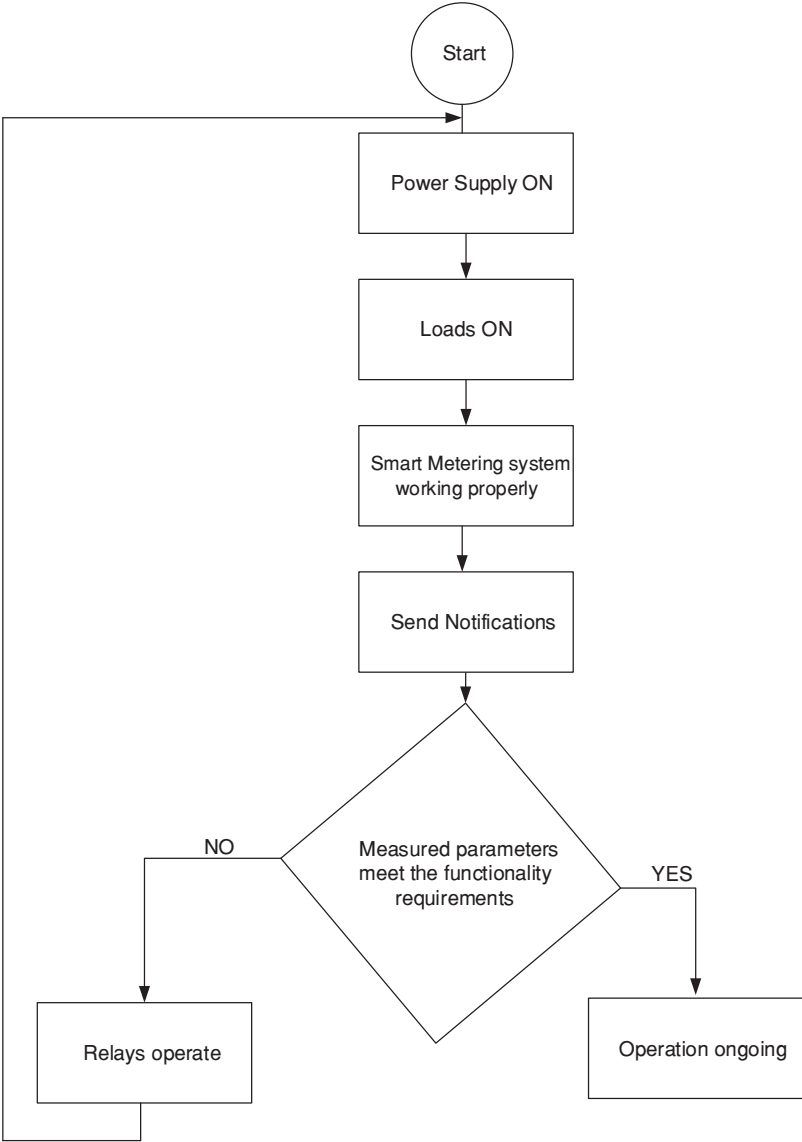 Start
Power Supply ON
Loads ON
Smart Metering system
working properly
Send Notifications
Measured parameters
meet the functionality
requirements
NO
YES
Relays operate
Operation ongoing